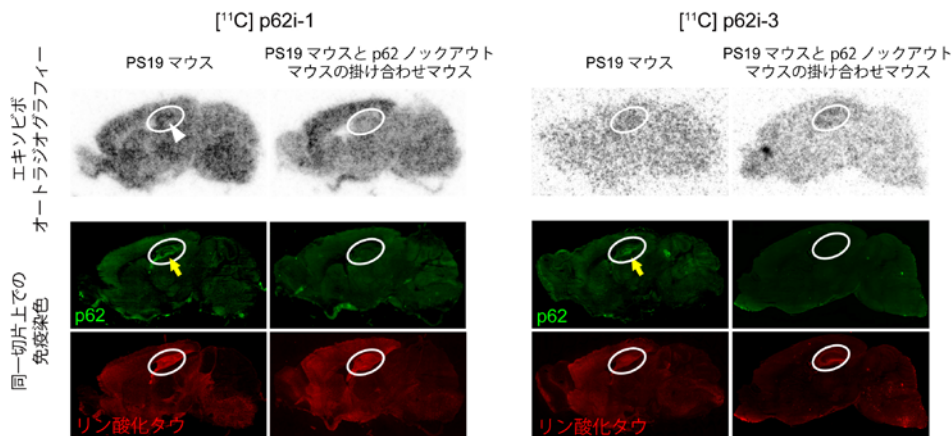 [¹¹C] p62i-1
[¹¹C] p62i-3
PS19 マウス
PS19 マウスと p62 ノックアウト
マウスの掛け合わせマウス
PS19 マウス
PS19 マウスと p62 ノックアウト
マウスの掛け合わせマウス
エキソビボ
オートラジオグラフィー
同一切片上での
免疫染色
p62
p62
リン酸化タウ
リン酸化タウ